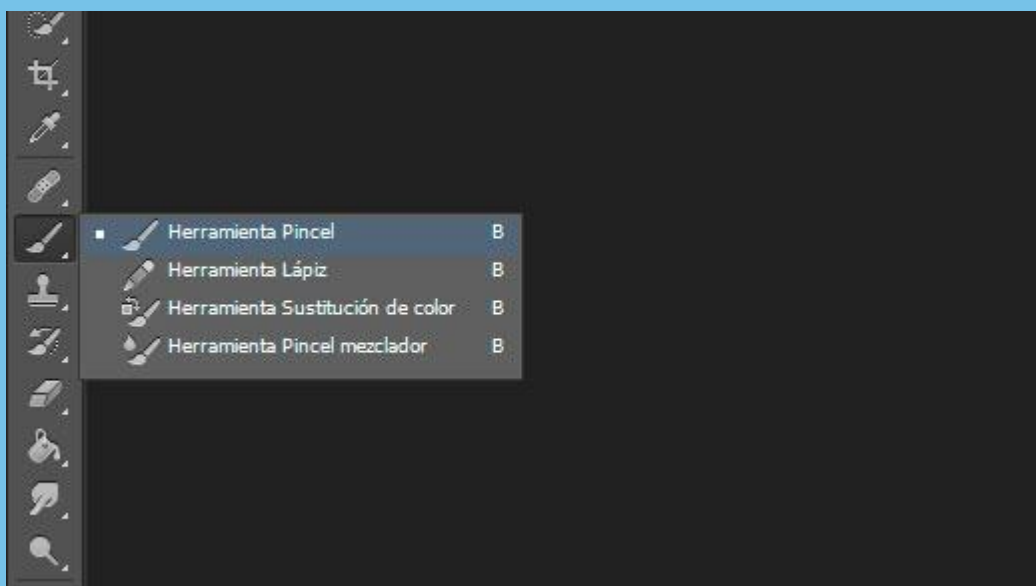 Herramienta Pincel B
Herramienta Lápiz B
Herramienta Sustitución de color B
Herramienta Pincel mezclador B